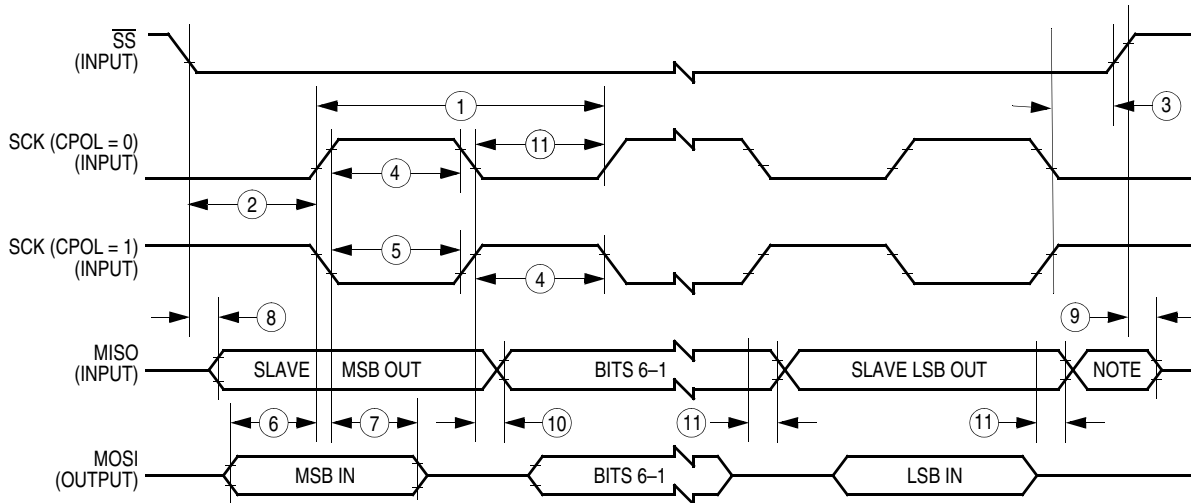 SS
(INPUT)
1
3
SCK (CPOL = 0)
(INPUT)
11
4
2
SCK (CPOL = 1)
(INPUT)
5
4
8
9
MISO
(INPUT)
SLAVE MSB OUT
BITS 6–1
SLAVE LSB OUT
NOTE
6
7
10
11
11
MOSI
(OUTPUT)
MSB IN
BITS 6–1
LSB IN